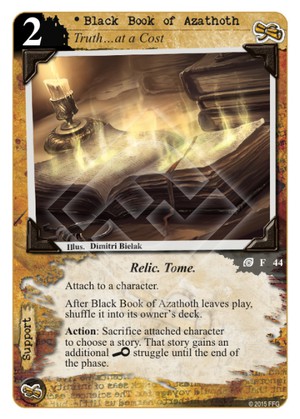 2
• Black Book of Azathoth
Truth...at a Cost
Illus. Dimitri Bielak
F 44
Relic. Tome.
Attach to a character.
After Black Book of Azathoth leaves play,
shuffle it into its owner's deck.
Action: Sacrifice attached character
to choose a story. That story gains an
additional struggle until the end of
the phase.
Support
© 2015 FFG